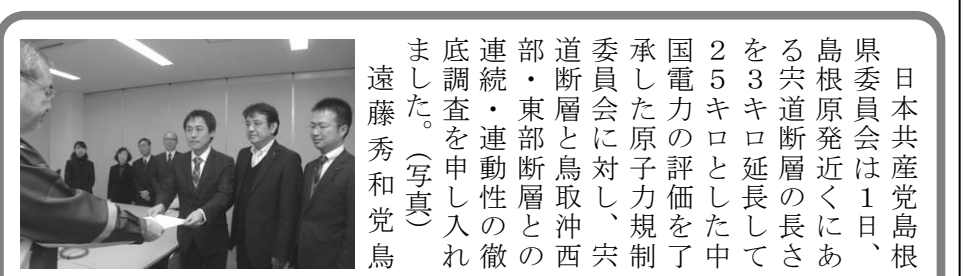 日本共産党島根
県委員会は１日、
島根原発近くにあ
る宍道断層の長さ
を３キロ延長して
２５キロとした中
国電力の評価を了
承した原子力規制
委員会に対し、宍
道断層と鳥取沖西
部・東部断層との
連続・連動性の徹
底調査を申し入れ
ました。（写真）
遠藤秀和党鳥